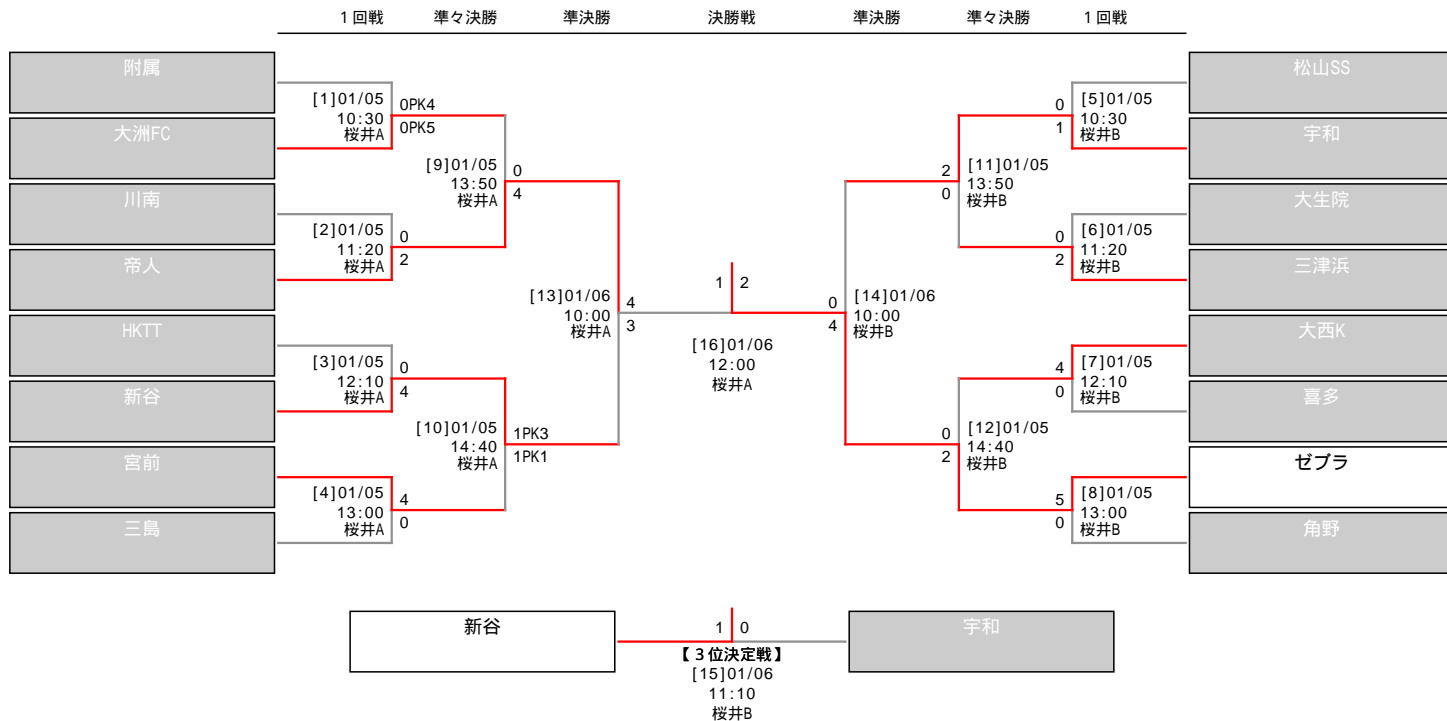 1回戦 準々決勝 準決勝 決勝戦 準決勝 準々決勝 1回戦
附属
大洲FC
[1]01/05
10:30
桜井A
0PK4
0PK5
川南
帝人
[2]01/05
11:20
桜井A
0
2
[9]01/05
13:50
桜井A
0
4
HKTT
新谷
[3]01/05
12:10
桜井A
0
4
宮前
三島
[4]01/05
13:00
桜井A
4
0
[10]01/05
14:40
桜井A
1PK3
1PK1
[13]01/06
10:00
桜井A
4
3
1 2
[16]01/06
12:00
桜井A
松山SS
宇和
[5]01/05
10:30
桜井B
0
1
大生院
三津浜
[6]01/05
11:20
桜井B
0
2
[11]01/05
13:50
桜井B
2
0
大西K
喜多
[7]01/05
12:10
桜井B
4
0
ゼブラ
角野
[8]01/05
13:00
桜井B
5
0
[12]01/05
14:40
桜井B
0
2
[14]01/06
10:00
桜井B
0
4
新谷
1 0
宇和
【3位決定戦】
[15]01/06
11:10
桜井B